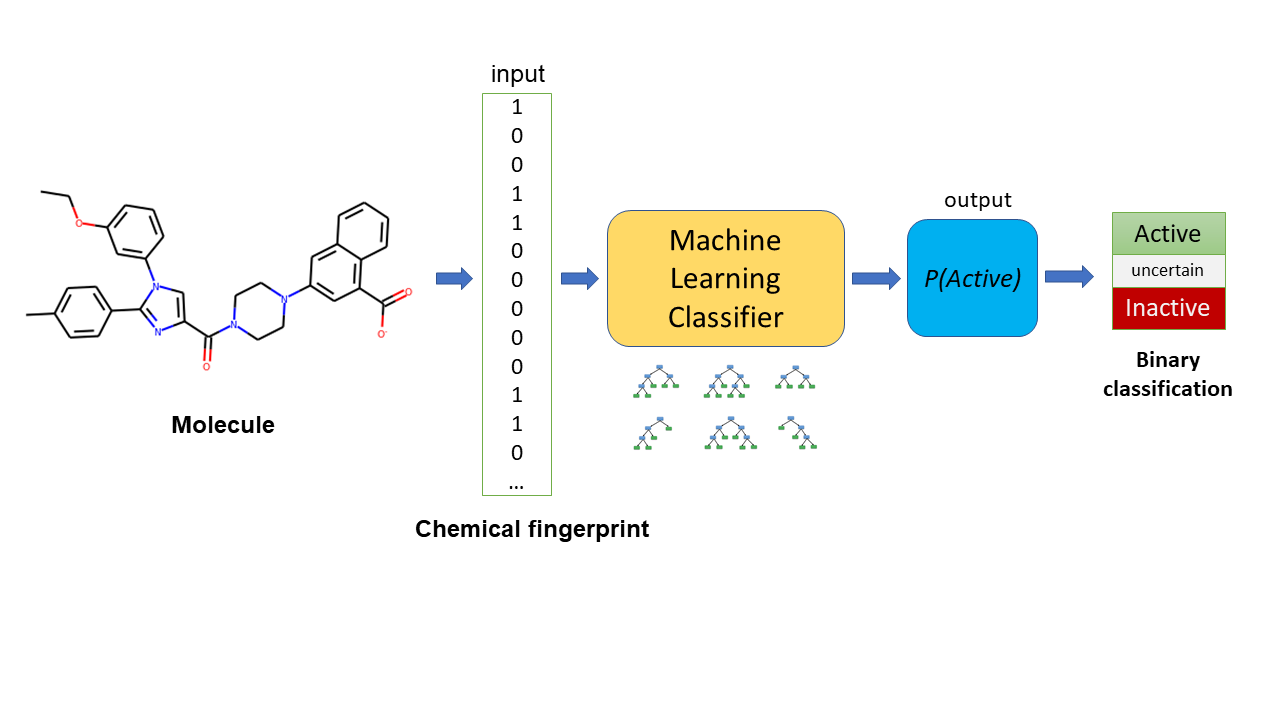 input
1
0
0
1
1
0
0
0
0
0
1
1
0
...
Chemical fingerprint
O
N
N
O
N
N
O
O-
Molecule
Machine
Learning
Classifier
output
P(Active)
Active
uncertain
Inactive
Binary
classification